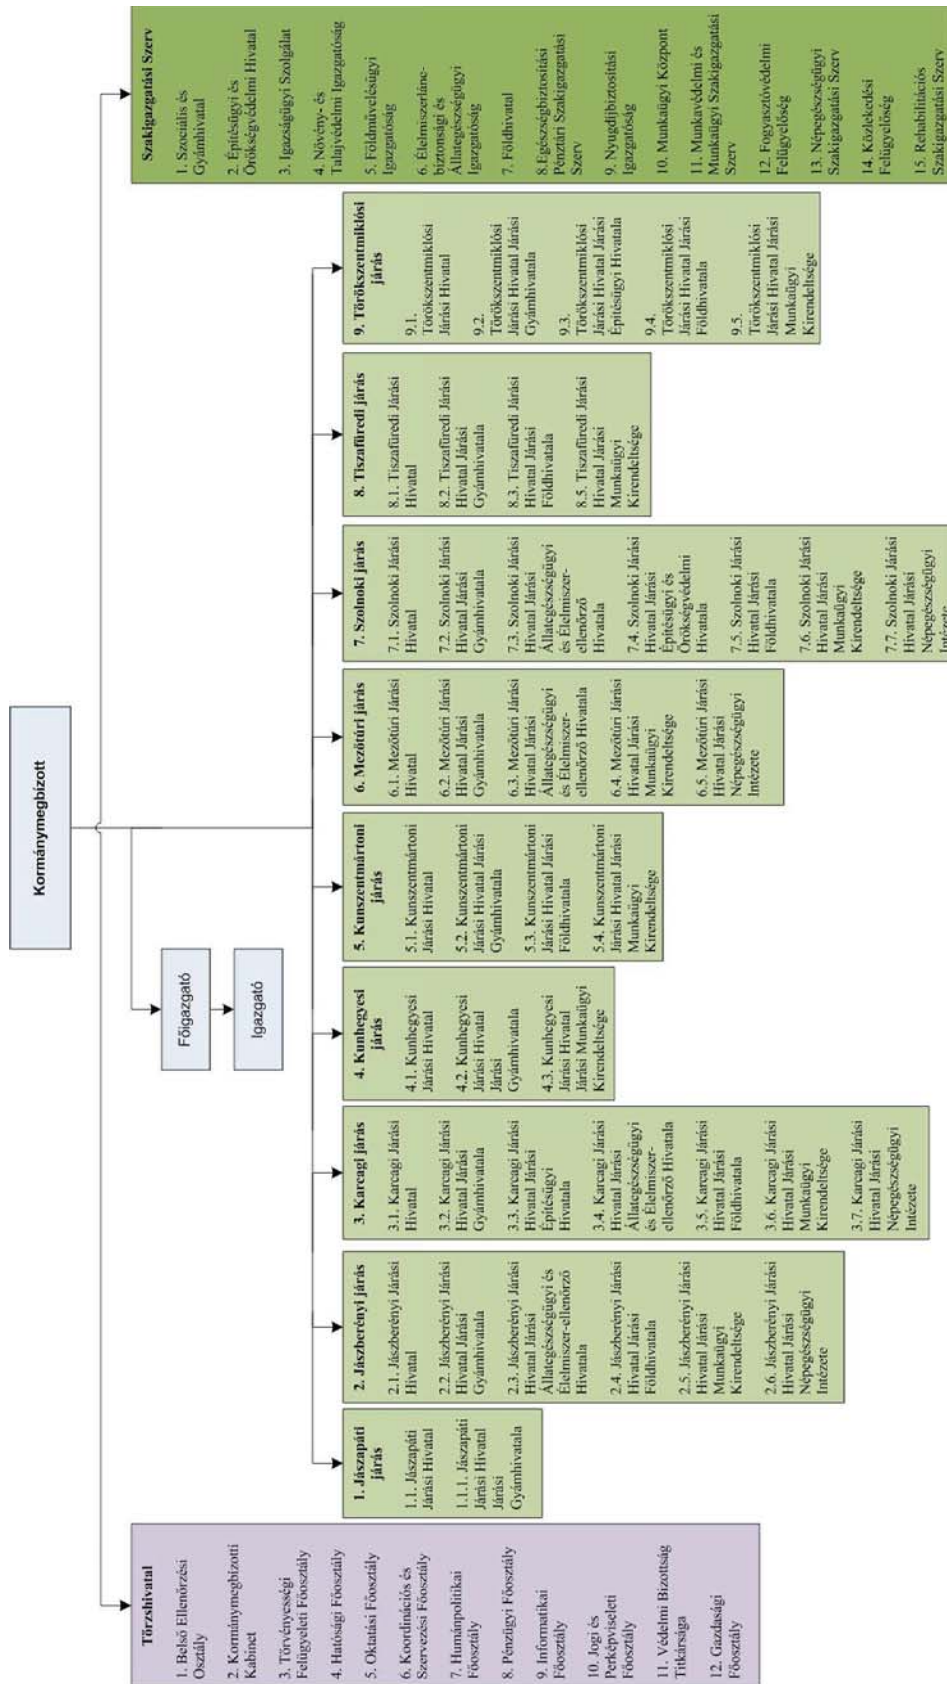 Kormánymegbízott
Főigazgató
Igazgató
Törzshivatal
1. Belső Ellenőrzési
Osztály
2. Kormánymegbízotti
Kabinet
3. Törvényességi
Felügyeleti Főosztály
4. Hatósági Főosztály
5. Oktatási Főosztály
6. Koordinációs és
Szervezési Főosztály
7. Humánpolitikai
Főosztály
8. Pénzügyi Főosztály
9. Informatikai
Főosztály
10. Jogi és
Perképviseleti
Főosztály
11. Védelmi Bizottság
Titkársága
12. Gazdasági
Főosztály
1. Jászapáti
járás
1.1. Jászapáti
Járási Hivatal
1.1.1. Jászapáti
Járási Hivatal
Járási
Gyámhivatala
2. Jászberényi járás
2.1. Jászberényi Járási
Hivatal
2.2. Jászberényi Járási
Hivatal Járási
Gyámhivatala
2.3. Jászberényi Járási
Hivatal Járási
Állategészségügyi és
Élelmiszer-ellenőrző
Hivatala
2.4. Jászberényi Járási
Hivatal Járási
Földhivatala
2.5. Jászberényi Járási
Hivatal Járási
Munkaügyi
Kirendeltsége
2.6. Jászberényi Járási
Hivatal Járási
Népegészségügyi
Intézete
3. Karcagi járás
3.1. Karcagi Járási
Hivatal
3.2. Karcagi Járási
Hivatal Járási
Gyámhivatala
3.3. Karcagi Járási
Hivatal Járási
Építésügyi
Hivatala
3.4. Karcagi Járási
Hivatal Járási
Állategészségügyi
és Élelmiszer-
ellenőrző Hivatala
3.5. Karcagi Járási
Hivatal Járási
Földhivatala
3.6. Karcagi Járási
Hivatal Járási
Munkaügyi
Kirendeltsége
3.7. Karcagi Járási
Hivatal Járási
Népegészségügyi
Intézete
4. Kunhegyesi
járás
4.1. Kunhegyesi
Járási Hivatal
4.2. Kunhegyesi
Járási Hivatal
Járási
Gyámhivatala
4.3. Kunhegyesi
Járási Hivatal
Járási Munkaügyi
Kirendeltsége
5. Kunszentmártoni
járás
5.1. Kunszentmártoni
Járási Hivatal
5.2. Kunszentmártoni
Járási Hivatal Járási
Gyámhivatala
5.3. Kunszentmártoni
Járási Hivatal Járási
Földhivatala
5.4. Kunszentmártoni
Járási Hivatal Járási
Munkaügyi
Kirendeltsége
6. Mezőtúri járás
6.1. Mezőtúri Járási
Hivatal
6.2. Mezőtúri Járási
Hivatal Járási
Gyámhivatala
6.3. Mezőtúri Járási
Hivatal Járási
Állategészségügyi
és Élelmiszer-
ellenőrző Hivatala
6.4. Mezőtúri Járási
Hivatal Járási
Munkaügyi
Kirendeltsége
6.5. Mezőtúri Járási
Hivatal Járási
Népegészségügyi
Intézete
7. Szolnoki járás
7.1. Szolnoki Járási
Hivatal
7.2. Szolnoki Járási
Hivatal Járási
Gyámhivatala
7.3. Szolnoki Járási
Hivatal Járási
Állategészségügyi
és Élelmiszer-
ellenőrző
Hivatala
7.4. Szolnoki Járási
Hivatal Járási
Építésügyi és
Örökségvédelmi
Hivatala
7.5. Szolnoki Járási
Hivatal Járási
Földhivatala
7.6. Szolnoki Járási
Hivatal Járási
Munkaügyi
Kirendeltsége
7.7. Szolnoki Járási
Hivatal Járási
Népegészségügyi
Intézete
8. Tiszafüredi járás
8.1. Tiszafüredi Járási
Hivatal
8.2. Tiszafüredi Járási
Hivatal Járási
Gyámhivatala
8.3. Tiszafüredi Járási
Hivatal Járási
Földhivatala
8.5. Tiszafüredi Járási
Hivatal Járási
Munkaügyi
Kirendeltsége
9. Törökszentmiklósi
járás
9.1.
Törökszentmiklósi
Járási Hivatal
9.2.
Törökszentmiklósi
Járási Hivatal Járási
Gyámhivatala
9.3.
Törökszentmiklósi
Járási Hivatal Járási
Építésügyi Hivatala
9.4.
Törökszentmiklósi
Járási Hivatal Járási
Földhivatala
9.5.
Törökszentmiklósi
Járási Hivatal Járási
Munkaügyi
Kirendeltsége
Szakigazgatási Szerv
1. Szociális és
Gyámhivatal
2. Építésügyi és
Örökségvédelmi Hivatal
3. Igazságügyi Szolgálat
4. Növény- és
Talajvédelmi Igazgatóság
5. Földművelésügyi
Igazgatóság
6. Élelmiszerlánc-
biztonsági és
Állategészségügyi
Igazgatóság
7. Földhivatal
8.Egészségbiztosítási
Pénztári Szakigazgatási
Szerv
9. Nyugdíjbiztosítási
Igazgatóság
10. Munkaügyi Központ
11. Munkavédelmi és
Munkaügyi Szakigazgatási
Szerv
12. Fogyasztóvédelmi
Felügyelőség
13. Népegészségügyi
Szakigazgatási Szerv
14. Közlekedési
Felügyelőség
15. Rehabilitációs
Szakigazgatási Szerv